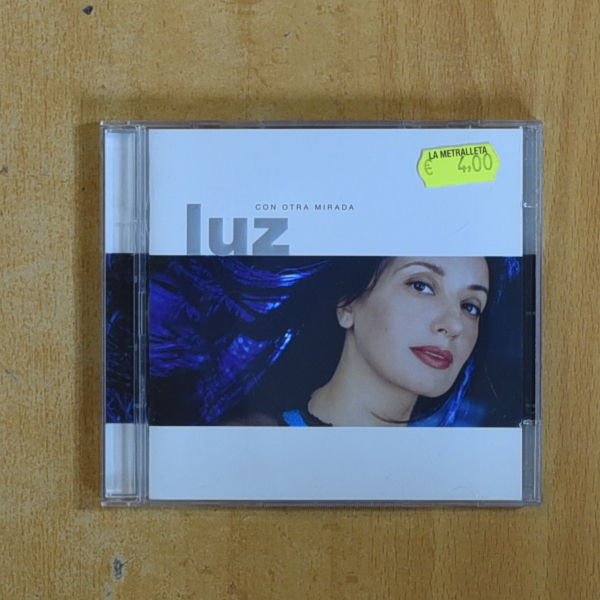 LA METRALLETA
€ 4,00
CON OTRA MIRADA
luz